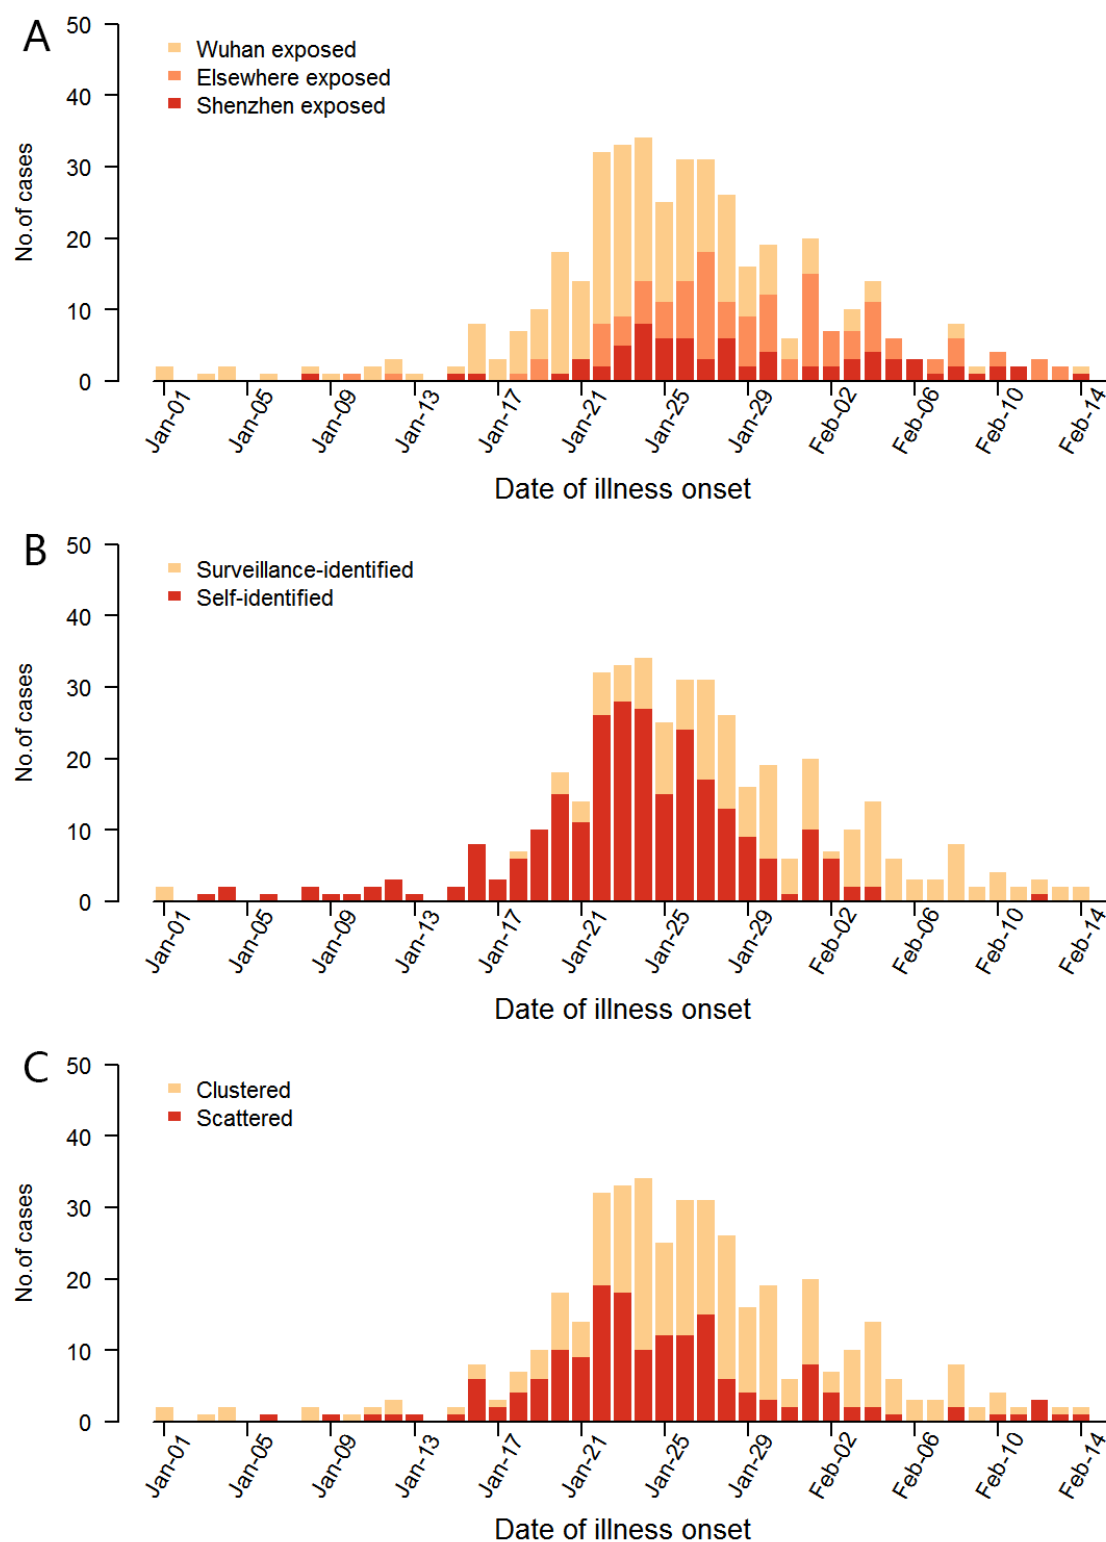 A
50
40
30
20
10
0
No.of cases
Wuhan exposed
Elsewhere exposed
Shenzhen exposed
Jan-01 Jan-05 Jan-09 Jan-13 Jan-17 Jan-21 Jan-25 Jan-29 Feb-02 Feb-06 Feb-10 Feb-14
Date of illness onset
B
50
40
30
20
10
0
No.of cases
Surveillance-identified
Self-identified
Jan-01 Jan-05 Jan-09 Jan-13 Jan-17 Jan-21 Jan-25 Jan-29 Feb-02 Feb-06 Feb-10 Feb-14
Date of illness onset
C
50
40
30
20
10
0
No.of cases
Clustered
Scattered
Jan-01 Jan-05 Jan-09 Jan-13 Jan-17 Jan-21 Jan-25 Jan-29 Feb-02 Feb-06 Feb-10 Feb-14
Date of illness onset